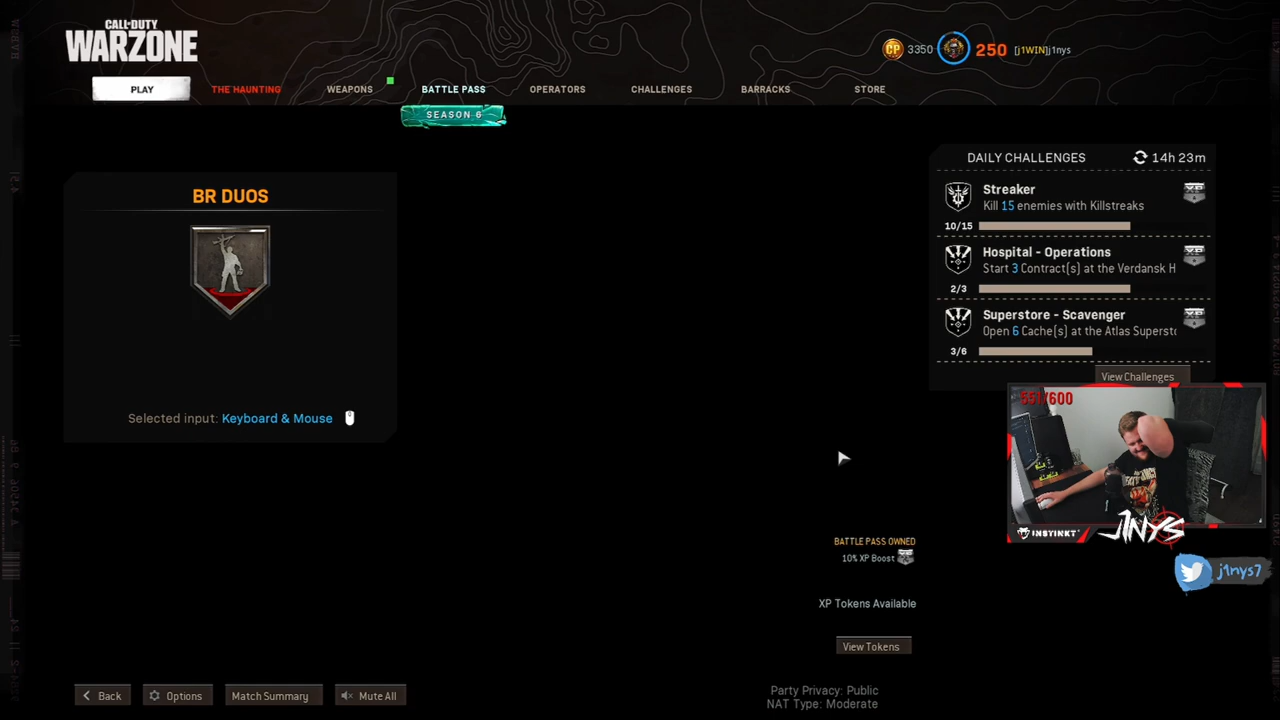 CALL OF DUTY
WARZONE
CP 3350 250 [j1WIN]j1nys
PLAY THE HAUNTING WEAPONS BATTLE PASS OPERATORS CHALLENGES BARRACKS STORE
SEASON 6
BR DUOS
Selected input: Keyboard & Mouse
DAILY CHALLENGES 14h 23m
Streaker
Kill 15 enemies with Killstreaks
10/15
Hospital - Operations
Start 3 Contract(s) at the Verdansk H
2/3
Superstore - Scavenger
Open 6 Cache(s) at the Atlas Superst
3/6
View Challenges
551/600
INSTINKT J1NYS
j1nys7
BATTLE PASS OWNED
10% XP Boost
XP Tokens Available
View Tokens
Back Options Match Summary Mute All
Party Privacy: Public
NAT Type: Moderate